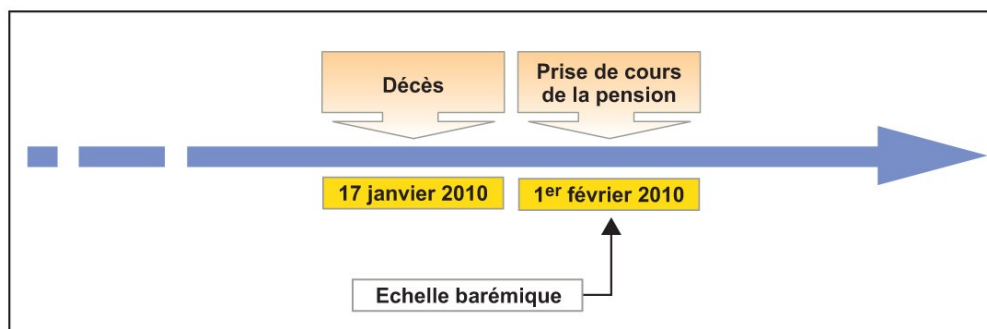 Décès
Prise de cours
de la pension
17 janvier 2010
1er février 2010
Echelle barémique